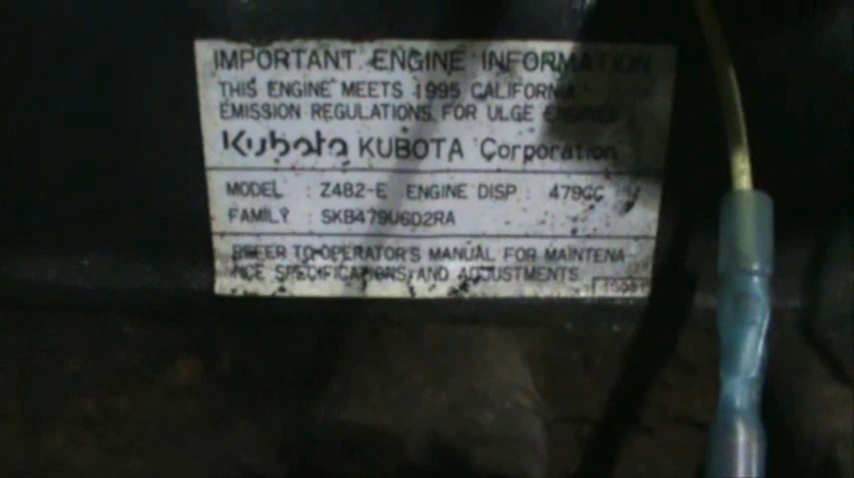 IMPORTANT ENGINE INFORMATION
THIS ENGINE MEETS 1995 CALIFORNIA
EMISSION REGULATIONS FOR ULGE ENGINES
Kubota KUBOTA Corporation
MODEL : Z482-E ENGINE DISP : 479CC
FAMILY : SKB479U6D2RA
REFER TO OPERATOR'S MANUAL FOR MAINTENA
NCE SPECIFICATIONS AND ADJUSTMENTS